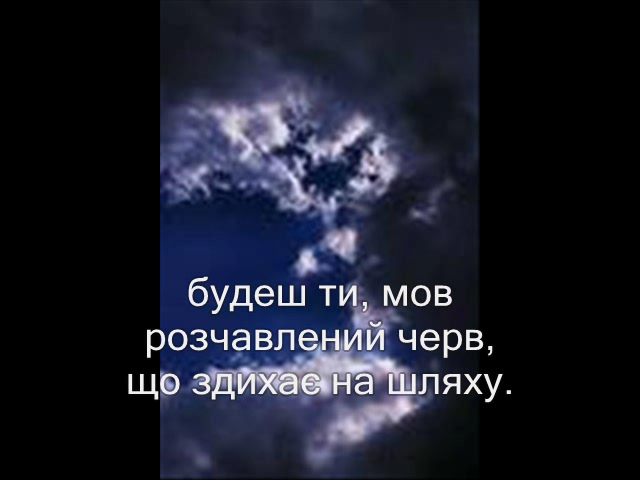 будеш ти, мов
розчавлений черв,
що здихає на шляху.